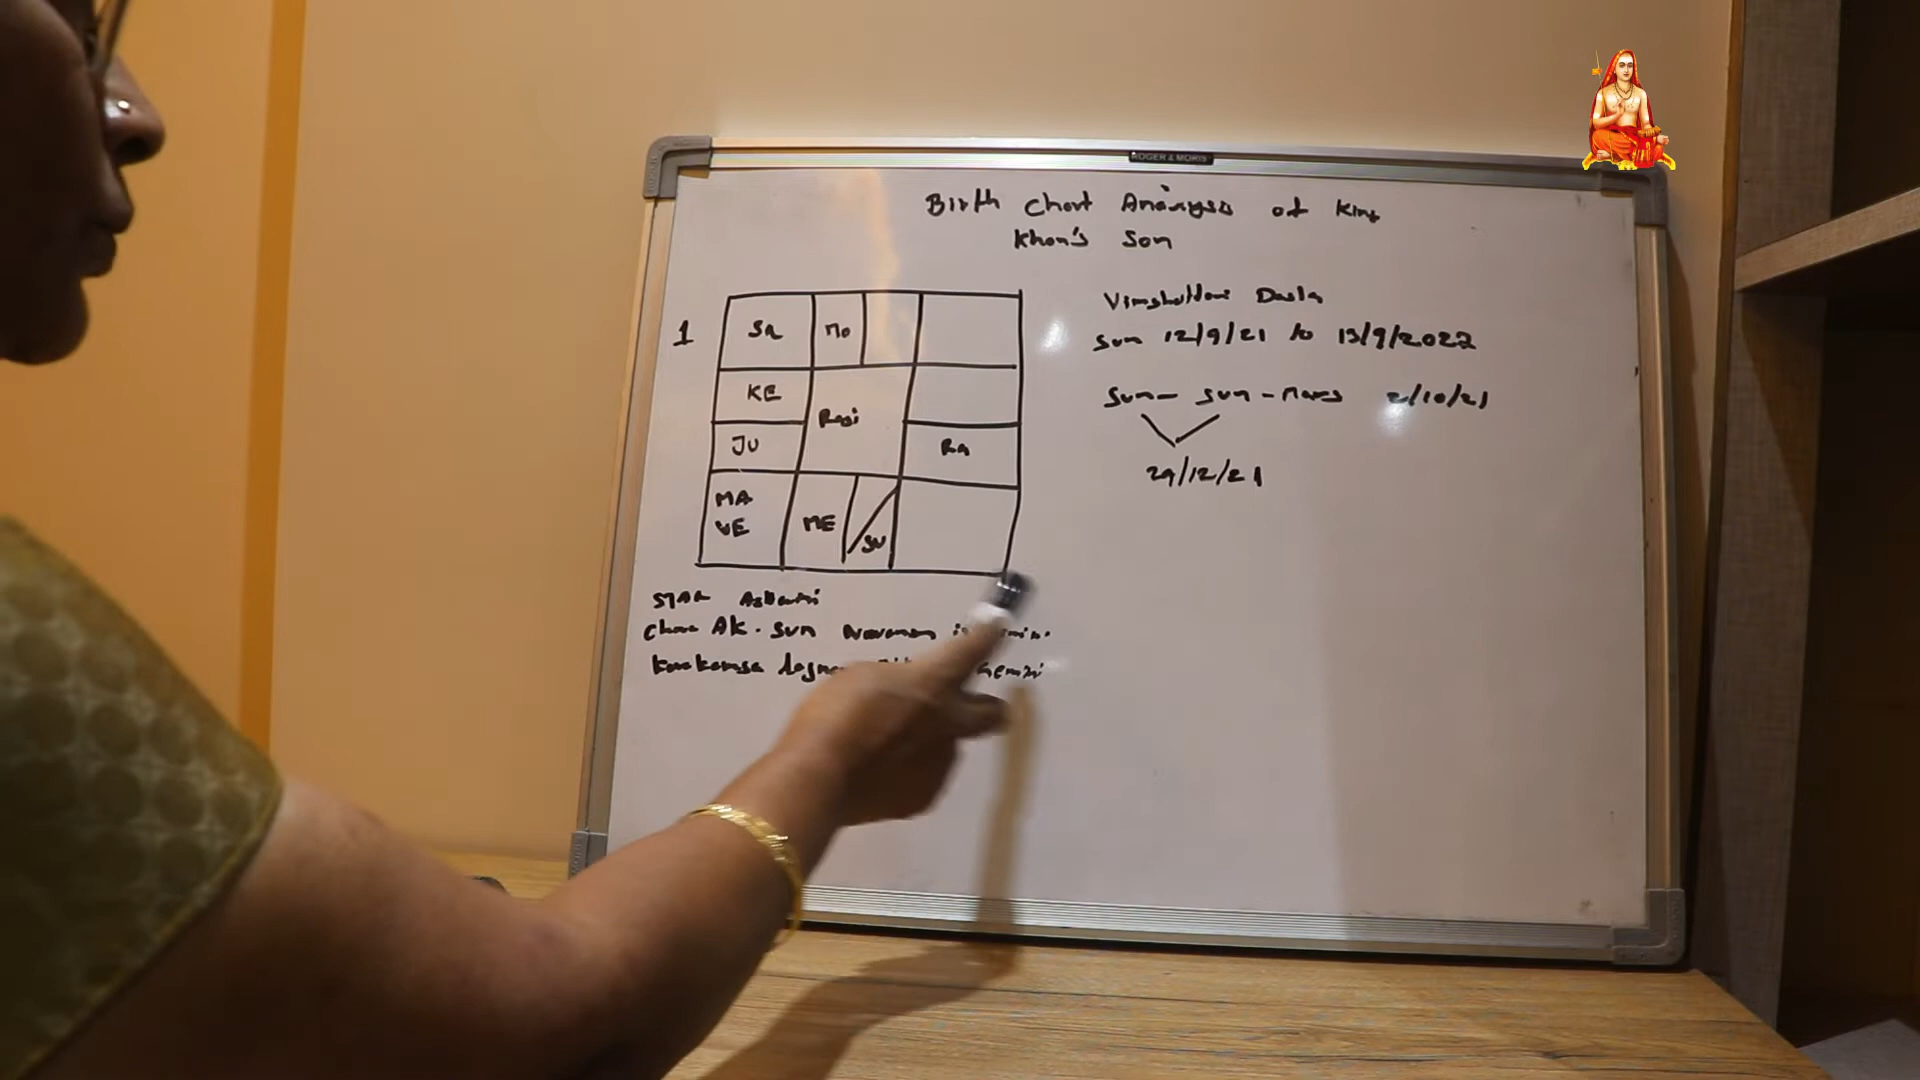 ROGER & MORIS
Birth Chart Analysis of King
Khan's Son
1
Sa
Mo
KE
Rasi
JU
Ra
MA
VE
ME
SU
Vimshottari Dasha
Sun 12/9/21 to 13/9/2022
Sun - Sun - Mars 2/10/21
29/12/21
STAR Ashwini
Chara AK. Sun
Karakamsa lagna Gemini